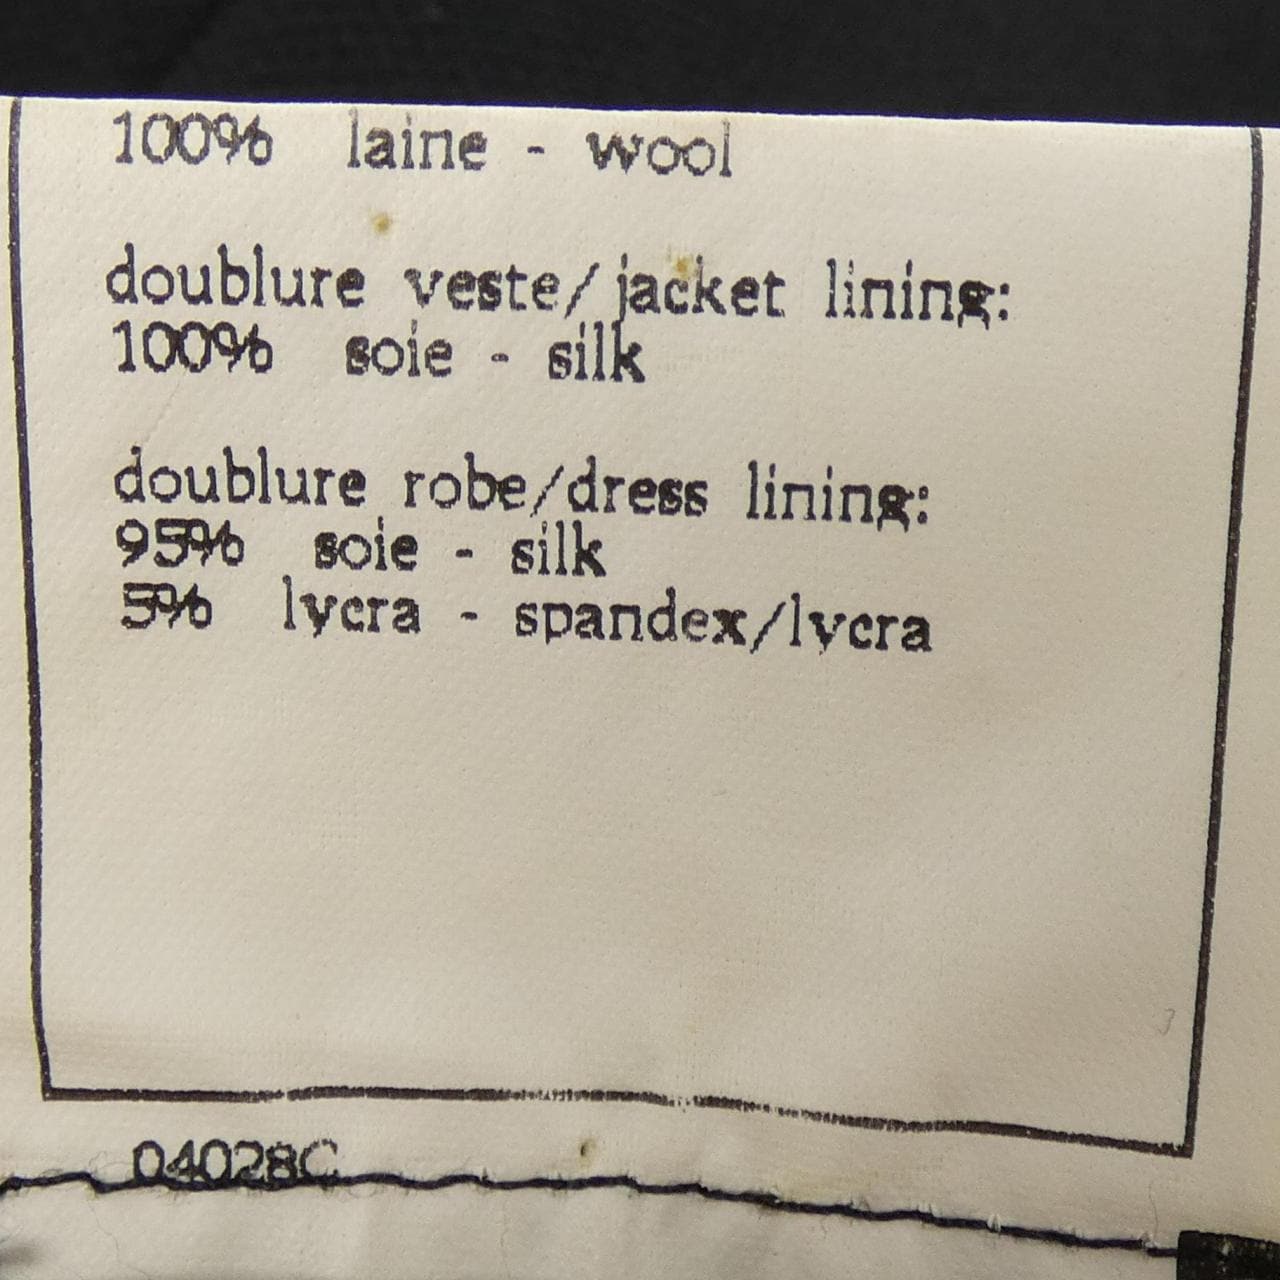 100% laine - wool
doublure veste/jacket lining:
100% soie - silk
doublure robe/dress lining:
95% soie - silk
5% lycra - spandex/lycra
04028C